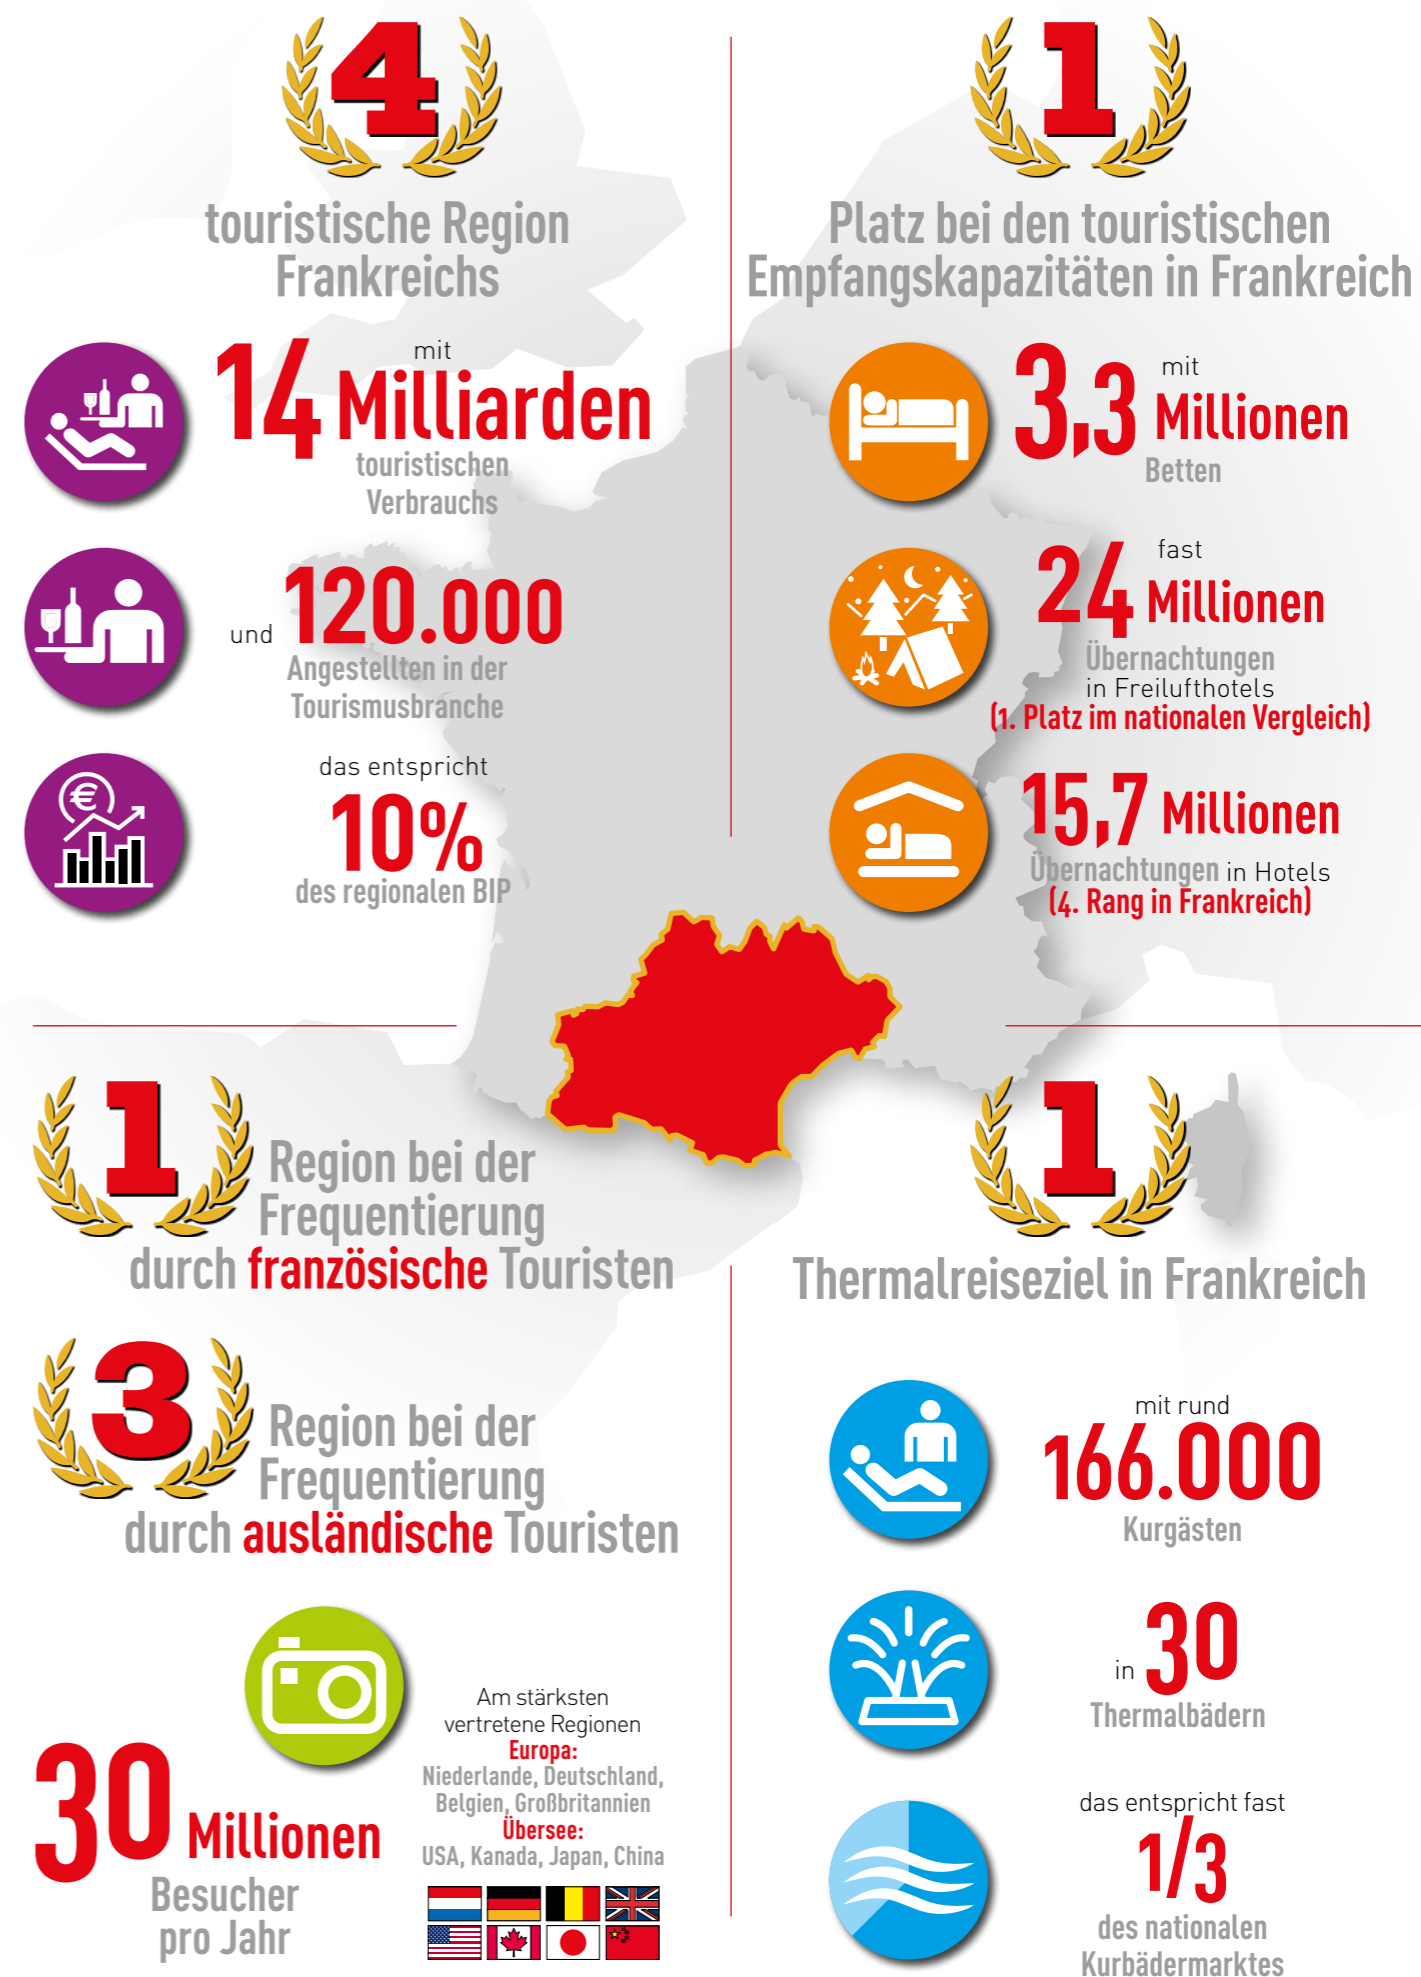 4
touristische Region
Frankreichs
mit
14 Milliarden
touristischen
Verbrauchs
und 120.000
Angestellten in der
Tourismusbranche
das entspricht
10%
des regionalen BIP
€
1
Platz bei den touristischen
Empfangskapazitäten in Frankreich
mit
3,3 Millionen
Betten
fast
24 Millionen
Übernachtungen
in Freilufthotels
(1. Platz im nationalen Vergleich)
15,7 Millionen
Übernachtungen in Hotels
(4. Rang in Frankreich)
1
Region bei der
Frequentierung
durch französische Touristen
3
Region bei der
Frequentierung
durch ausländische Touristen
30 Millionen
Besucher
pro Jahr
Am stärksten
vertretene Regionen
Europa:
Niederlande, Deutschland,
Belgien, Großbritannien
Übersee:
USA, Kanada, Japan, China
1
Thermalreiseziel in Frankreich
mit rund
166.000
Kurgästen
in 30
Thermalbädern
das entspricht fast
1/3
des nationalen
Kurbädermarktes